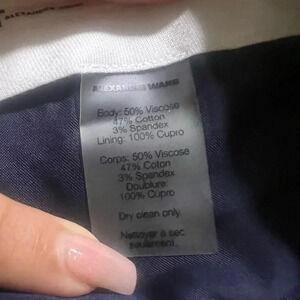 ALEXANDER WANG
Body: 50% Viscose
47% Cotton
3% Spandex
Lining: 100% Cupro
Corps: 50% Viscose
47% Coton
3% Spandex
Doublure:
100% Cupro
Dry clean only.
Nettoyer a sec
seulement.